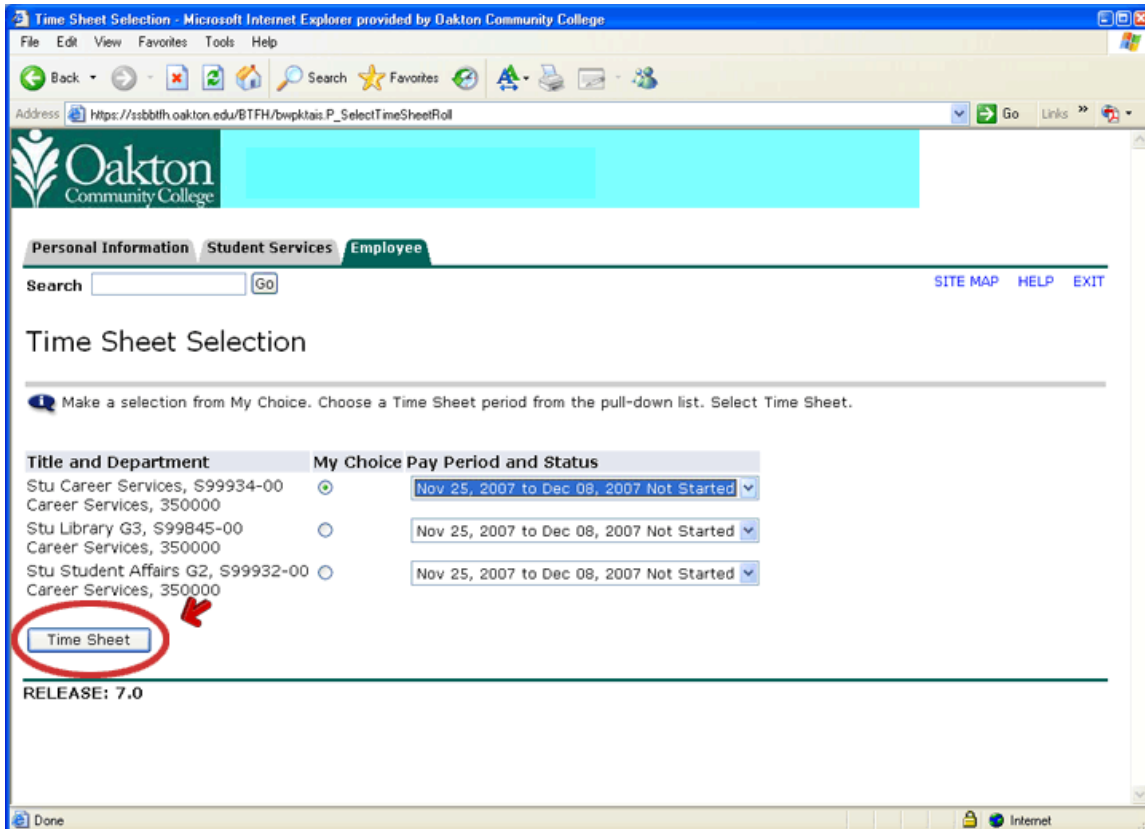 Time Sheet Selection - Microsoft Internet Explorer provided by Oakton Community College
File Edit View Favorites Tools Help
Back Search Favorites
Address https://ssbbtfh.oakton.edu/BTFH/bwpktais.P_SelectTimeSheetRoll Go Links »
Oakton
Community College
Personal Information Student Services Employee
Search Go SITE MAP HELP EXIT
Time Sheet Selection
Make a selection from My Choice. Choose a Time Sheet period from the pull-down list. Select Time Sheet.
Title and Department My Choice Pay Period and Status
Stu Career Services, S99934-00 Nov 25, 2007 to Dec 08, 2007 Not Started
Career Services, 350000
Stu Library G3, S99845-00 Nov 25, 2007 to Dec 08, 2007 Not Started
Career Services, 350000
Stu Student Affairs G2, S99932-00 Nov 25, 2007 to Dec 08, 2007 Not Started
Career Services, 350000
Time Sheet
RELEASE: 7.0
Done Internet